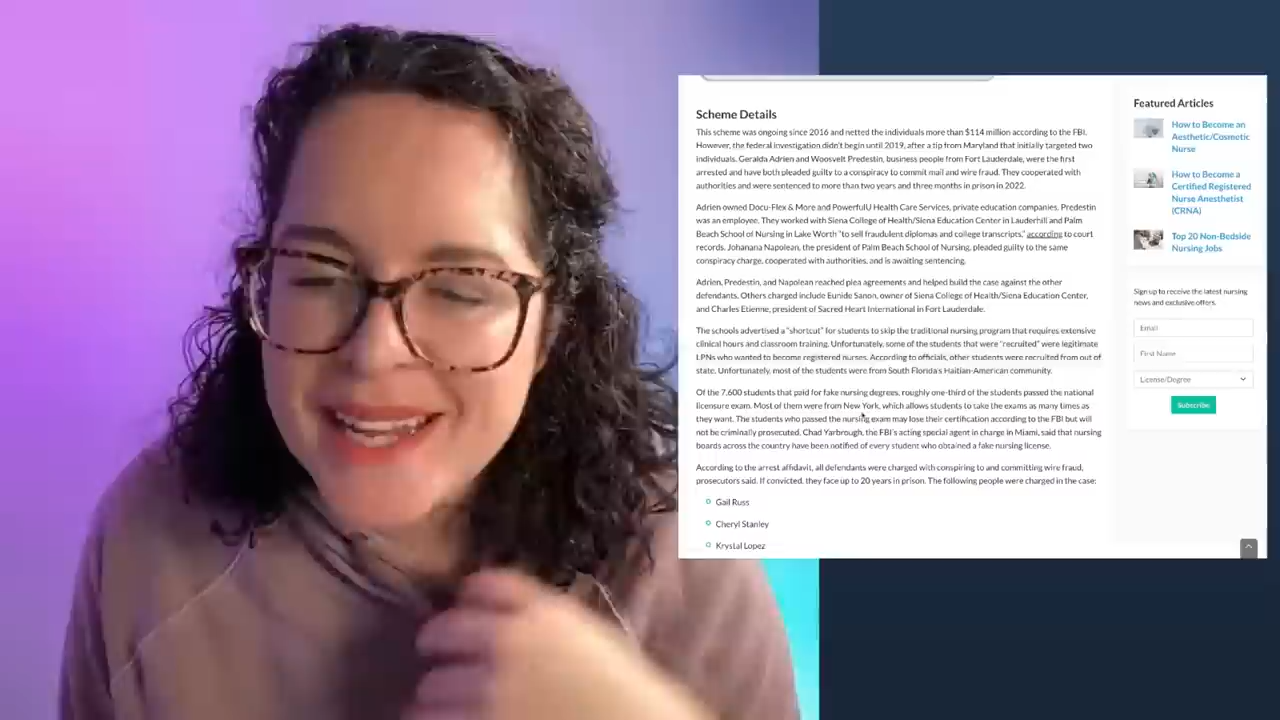 Scheme Details
This scheme was ongoing since 2016 and netted the individuals more than $114 million according to the FBI.
However, the federal investigation didn't begin until 2019, after a tip from Maryland that initially targeted two
individuals. Geralda Adrien and Woosvelt Predestin, business people from Fort Lauderdale, were the first
arrested and have both pleaded guilty to a conspiracy to commit mail and wire fraud. They cooperated with
authorities and were sentenced to more than two years and three months in prison in 2022.
Adrien owned Docu-Flex & More and PowerfulU Health Care Services, private education companies. Predestin
was an employee. They worked with Siena College of Health/Siena Education Center in Lauderhill and Palm
Beach School of Nursing in Lake Worth "to sell fraudulent diplomas and college transcripts," according to court
records. Johanana Napolean, the president of Palm Beach School of Nursing, pleaded guilty to the same
conspiracy charge, cooperated with authorities, and is awaiting sentencing.
Adrien, Predestin, and Napolean reached plea agreements and helped build the case against the other
defendants. Others charged include Eunide Sanon, owner of Siena College of Health/Siena Education Center,
and Charles Etienne, president of Sacred Heart International in Fort Lauderdale.
The schools advertised a "shortcut" for students to skip the traditional nursing program that requires extensive
clinical hours and classroom training. Unfortunately, some of the students that were "recruited" were legitimate
LPNs who wanted to become registered nurses. According to officials, other students were recruited from out of
state. Unfortunately, most of the students were from South Florida's Haitian-American community.
Of the 7,600 students that paid for fake nursing degrees, roughly one-third of the students passed the national
licensure exam. Most of them were from New York, which allows students to take the exams as many times as
they want. The students who passed the nursing exam may lose their certification according to the FBI but will
not be criminally prosecuted. Chad Yarbrough, the FBI's acting special agent in charge in Miami, said that nursing
boards across the country have been notified of every student who obtained a fake nursing license.
According to the arrest affidavit, all defendants were charged with conspiring to and committing wire fraud,
prosecutors said. If convicted, they face up to 20 years in prison. The following people were charged in the case:
Gail Russ
Cheryl Stanley
Krystal Lopez
Featured Articles
How to Become an
Aesthetic/Cosmetic
Nurse
How to Become a
Certified Registered
Nurse Anesthetist
(CRNA)
Top 20 Non-Bedside
Nursing Jobs
Sign up to receive the latest nursing
news and exclusive offers.
Email
First Name
License/Degree
Subscribe